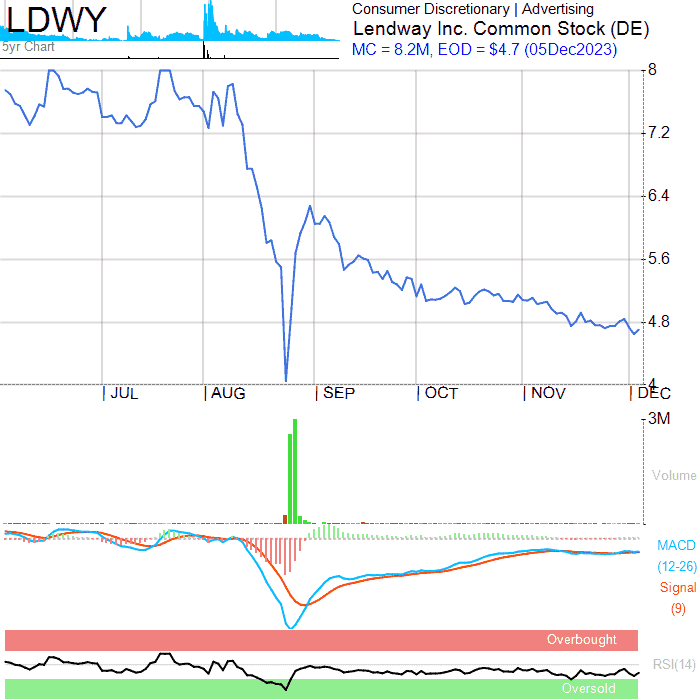 LDWY
5yr Chart
Consumer Discretionary | Advertising
Lendway Inc. Common Stock (DE)
MC = 8.2M, EOD = $4.7 (05Dec2023)
8
7.2
6.4
5.6
4.8
4
| JUL | AUG | SEP | OCT | NOV | DEC
3M
Volume
MACD
(12-26)
Signal
(9)
Overbought
RSI(14)
Oversold